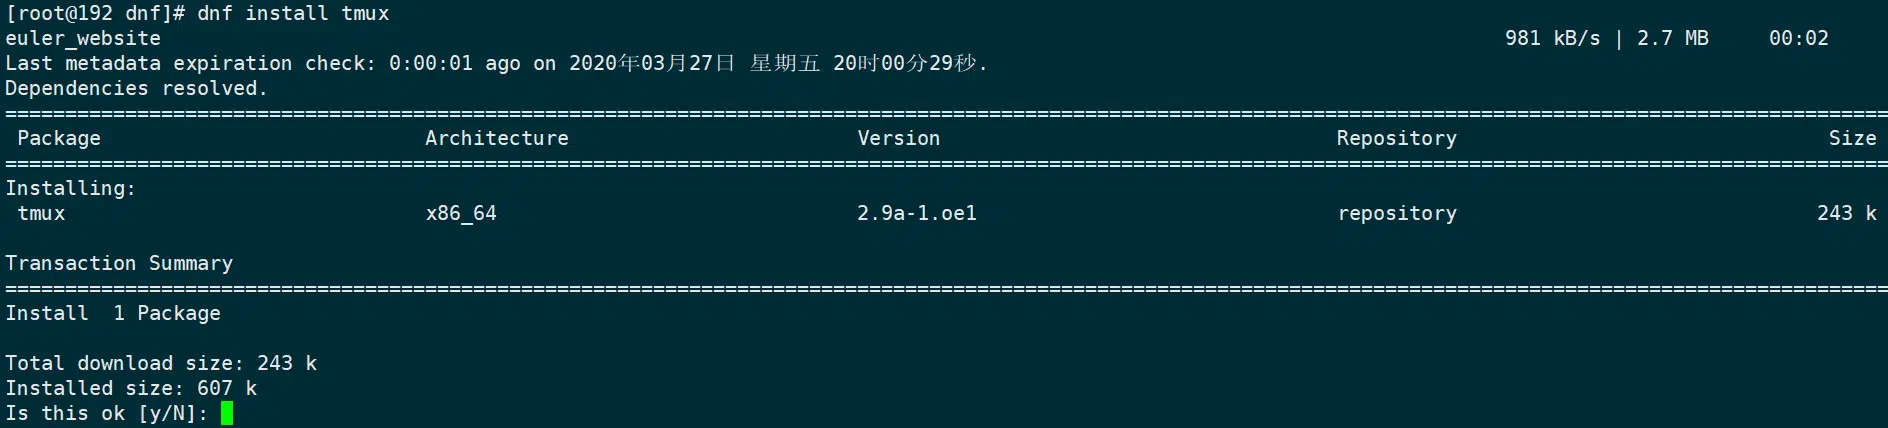 [root@192 dnf]# dnf install tmux
euler_website 981 kB/s | 2.7 MB 00:02
Last metadata expiration check: 0:00:01 ago on 2020年03月27日 星期五 20时00分29秒.
Dependencies resolved.
================================================================================
Package Architecture Version Repository Size
================================================================================
Installing:
tmux x86_64 2.9a-1.oe1 repository 243 k
Transaction Summary
================================================================================
Install 1 Package
Total download size: 243 k
Installed size: 607 k
Is this ok [y/N]: